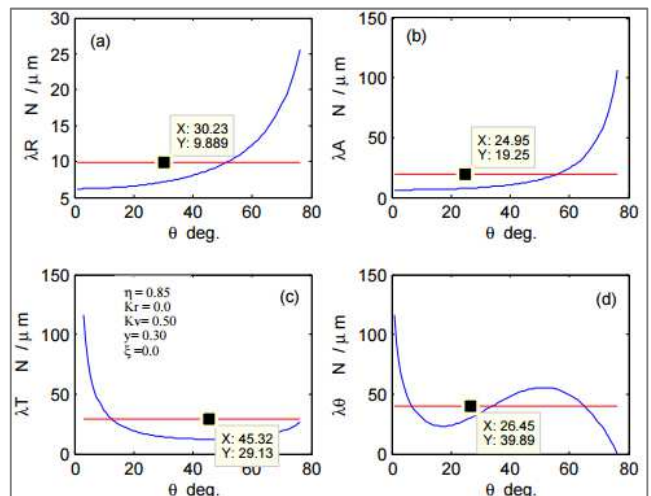 (a)
30
25
20
15
10
5
0 20 40 60 80
λR N / μ m
θ deg.
X: 30.23
Y: 9.889
(b)
150
100
50
0
0 20 40 60 80
λA N / μ m
θ deg.
X: 24.95
Y: 19.25
(c)
150
100
50
0
0 20 40 60 80
λT N / μ m
θ deg.
η = 0.85
Kr = 0.0
Kv = 0.50
y= 0.30
ξ =0.0
X: 45.32
Y: 29.13
(d)
150
100
50
0
0 20 40 60 80
λθ N / μ m
θ deg.
X: 26.45
Y: 39.89